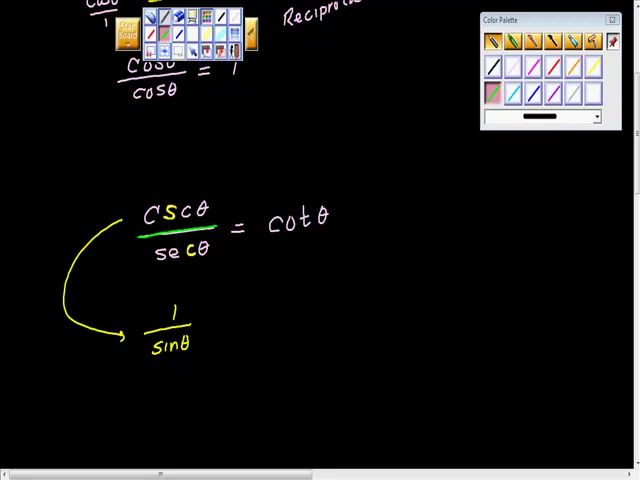 Reciproc
Star Board
Color Palette
cosθ/cosθ = 1
cscθ/secθ = cotθ
1/sinθ